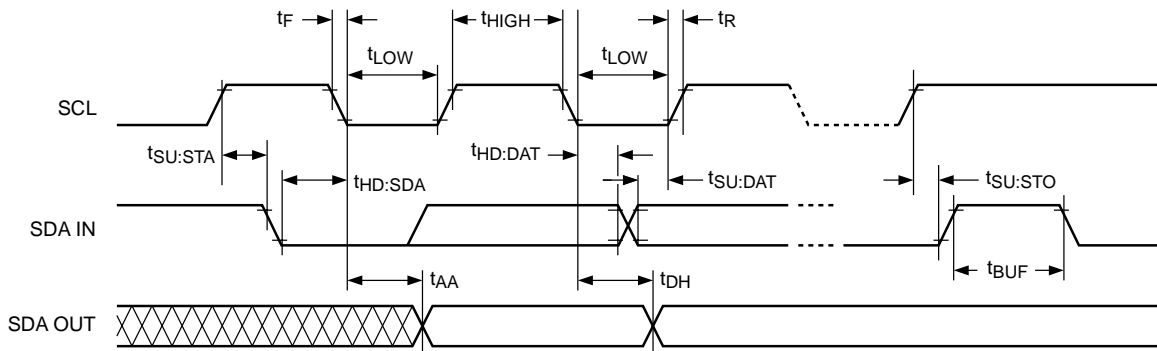 tF
tHIGH
tR
tLOW
tLOW
SCL
tSU:STA
tHD:DAT
tHD:SDA
tSU:DAT
tSU:STO
SDA IN
tAA
tDH
tBUF
SDA OUT